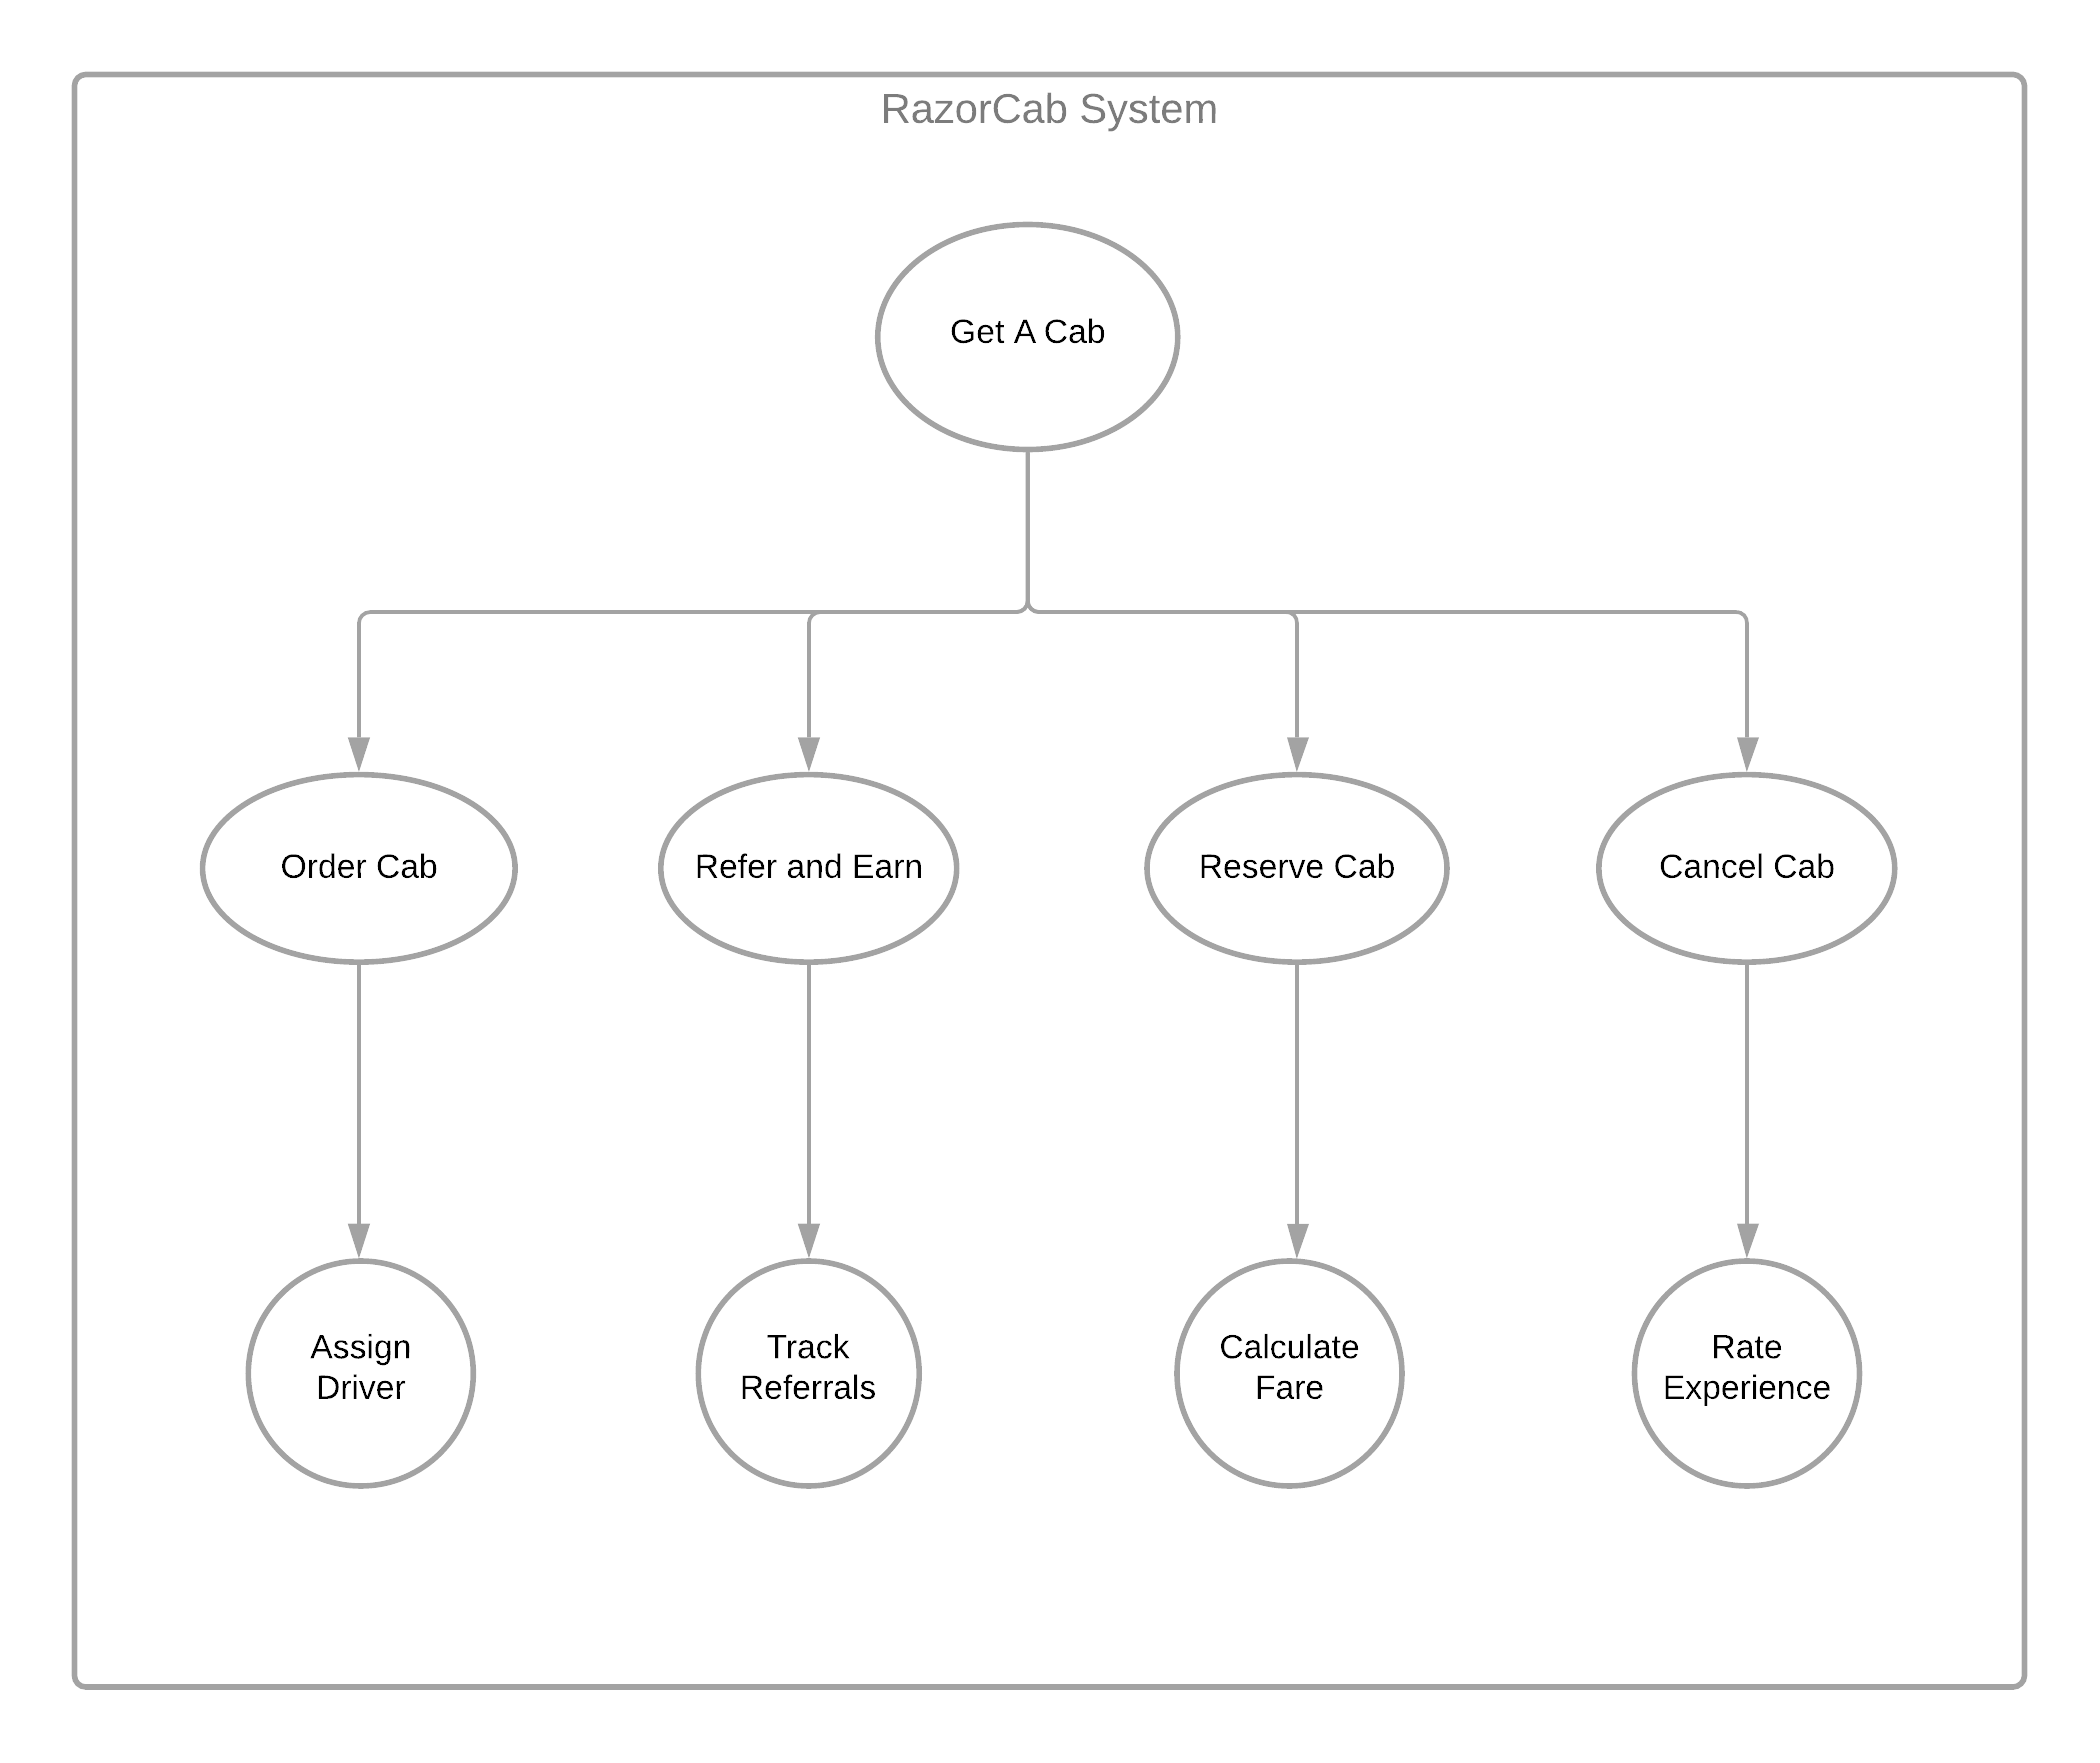 RazorCab System
Get A Cab
Order Cab
Refer and Earn
Reserve Cab
Cancel Cab
Assign
Driver
Track
Referrals
Calculate
Fare
Rate
Experience